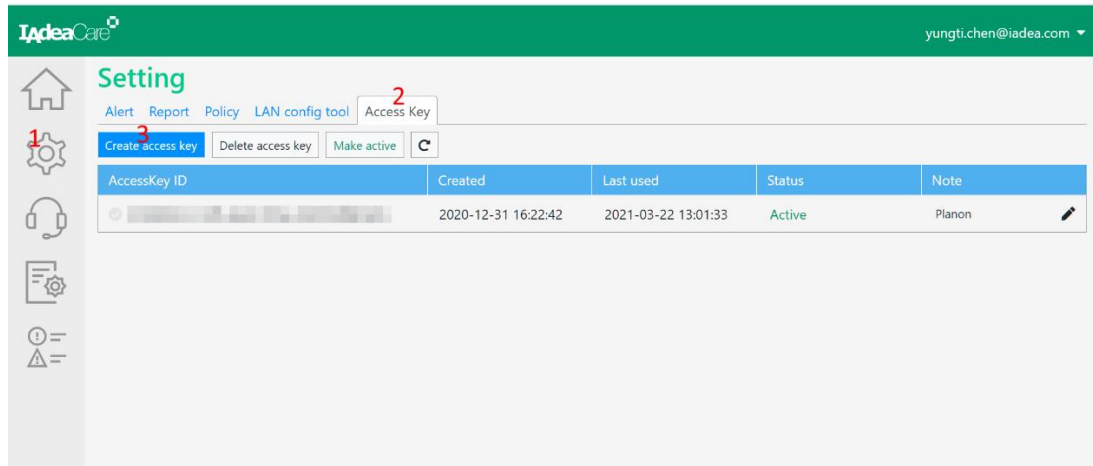 IAdeaCare
yungti.chen@iadea.com
Setting
2
Alert Report Policy LAN config tool Access Key
1
3
Create access key Delete access key Make active
AccessKey ID Created Last used Status Note
2020-12-31 16:22:42 2021-03-22 13:01:33 Active Planon